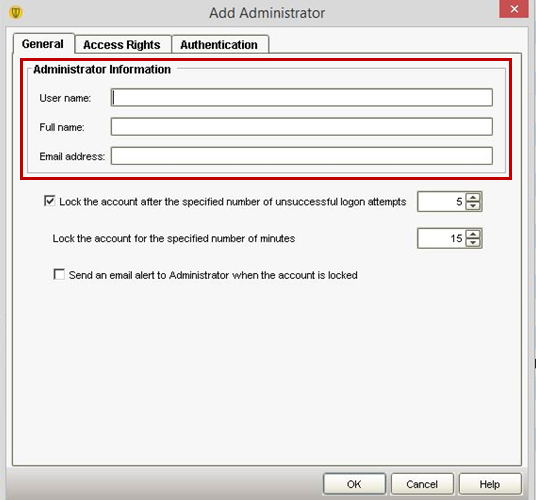 Add Administrator
General Access Rights Authentication
Administrator Information
User name:
Full name:
Email address:
Lock the account after the specified number of unsuccessful logon attempts 5
Lock the account for the specified number of minutes 15
Send an email alert to Administrator when the account is locked
OK Cancel Help